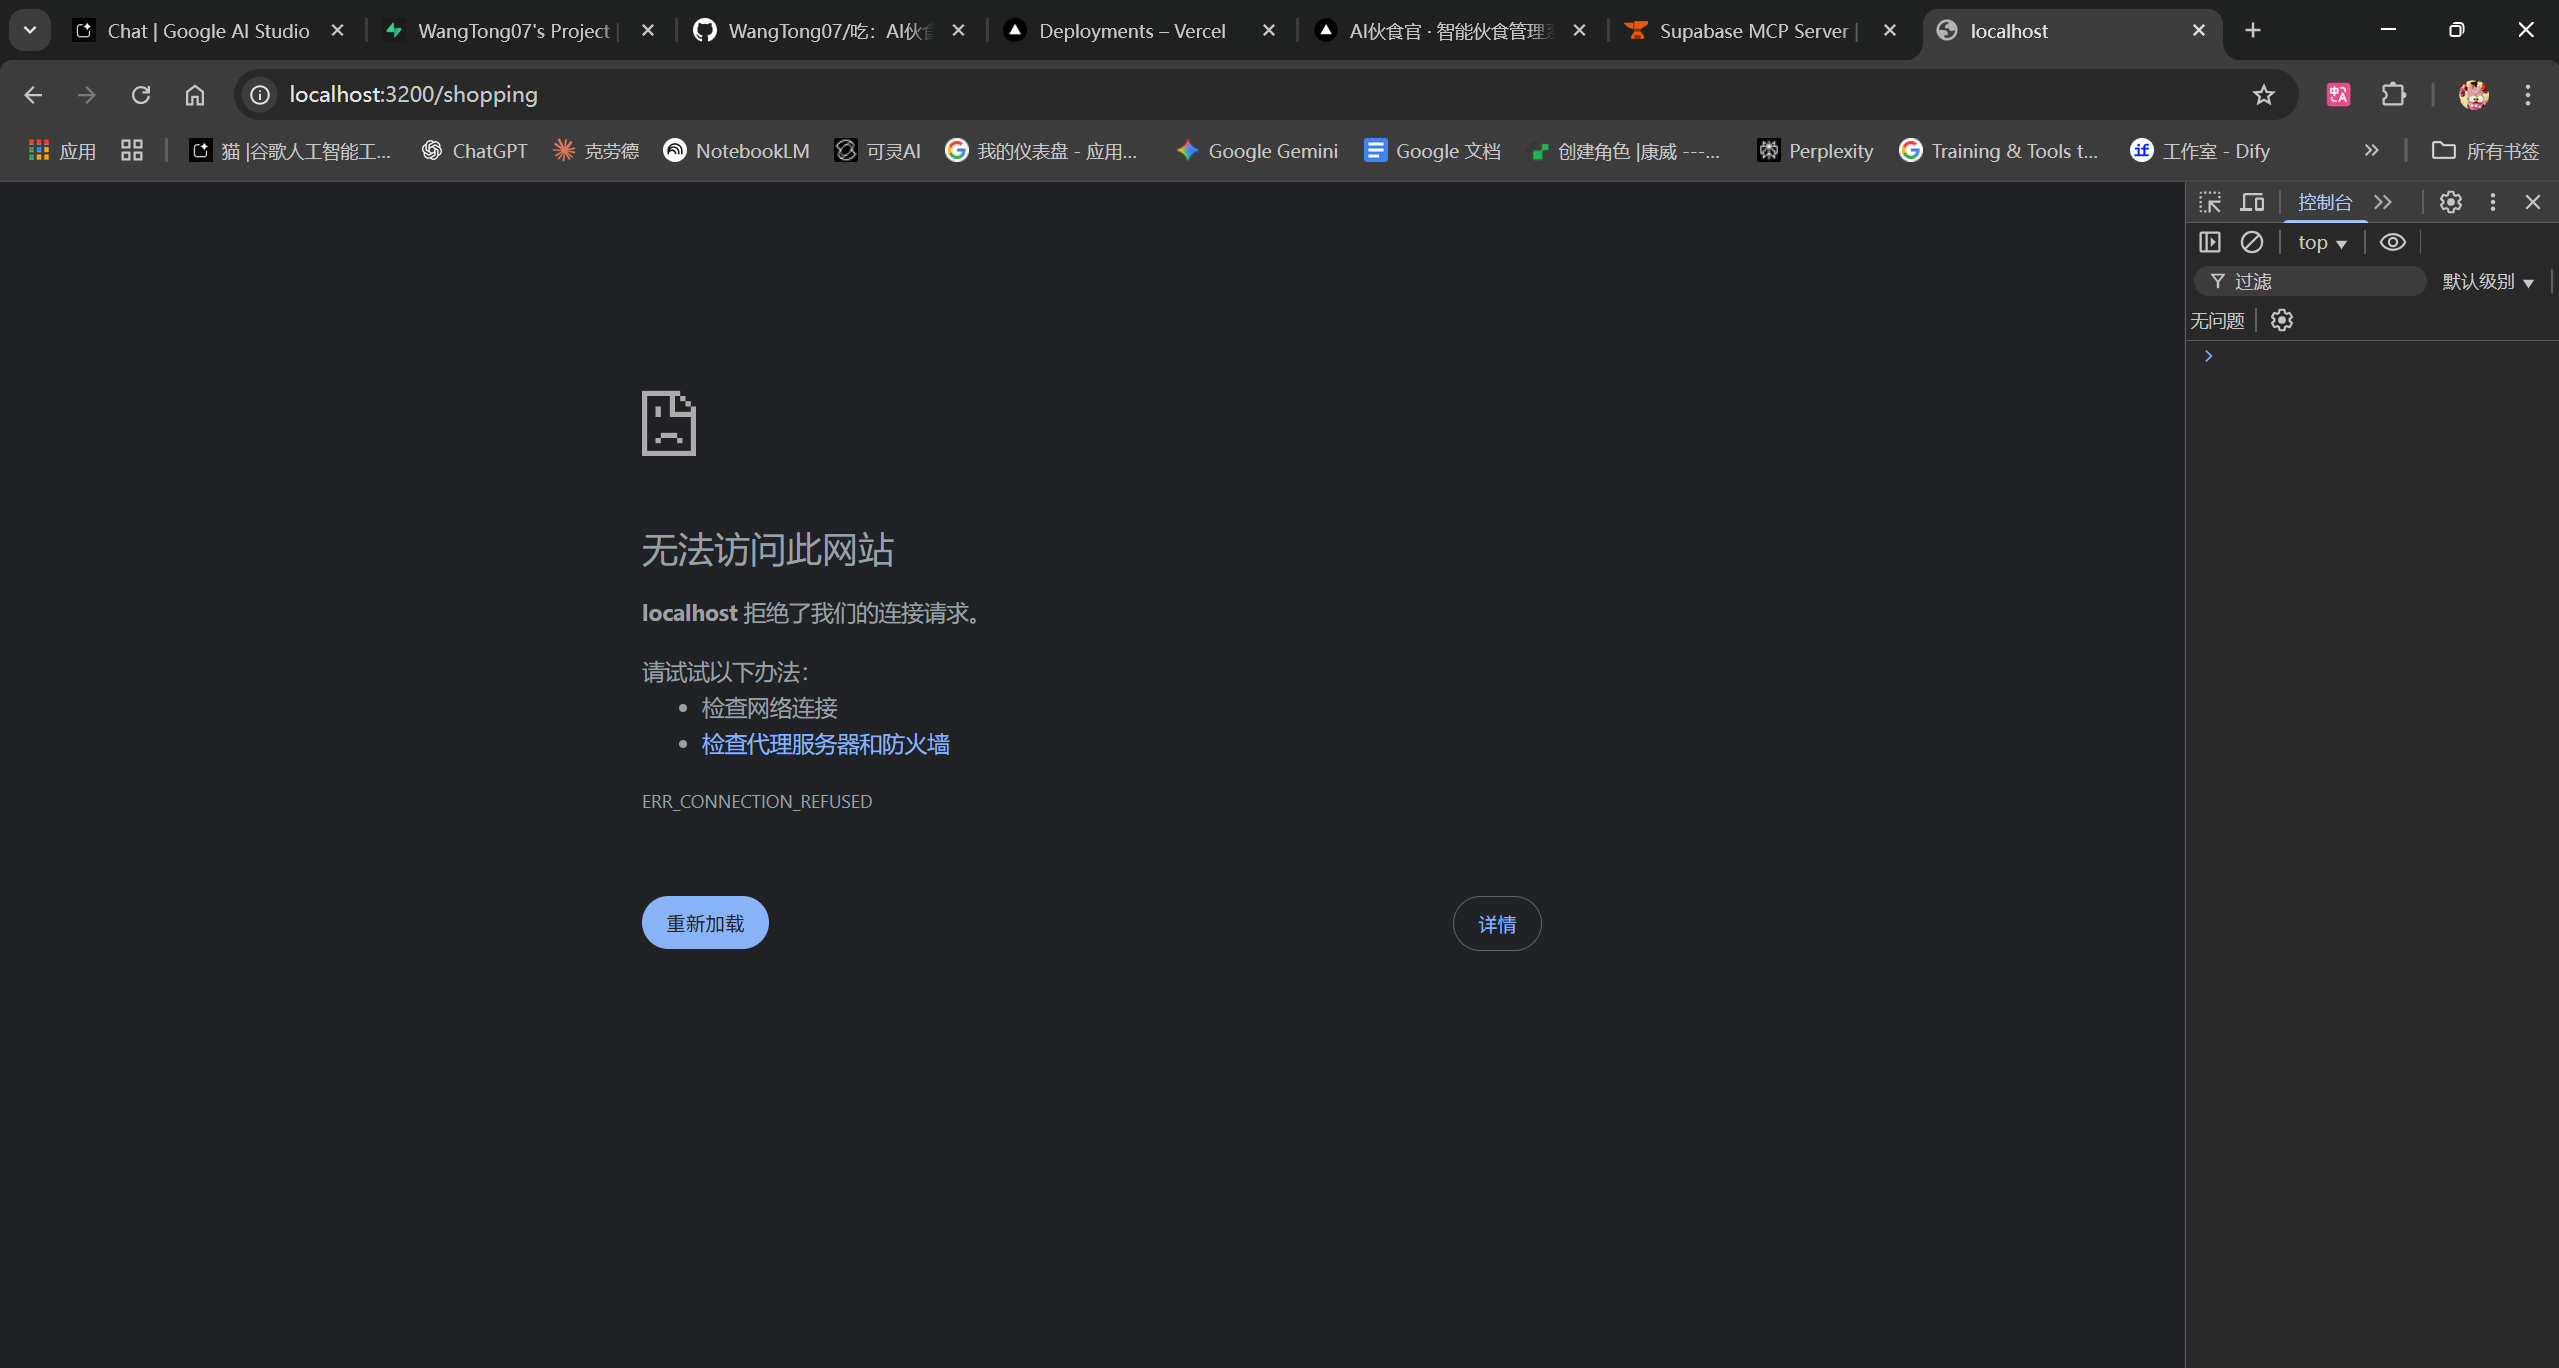 Chat | Google AI Studio
WangTong07's Project |
WangTong07/吃：AI伙食
Deployments – Vercel
AI伙食官 · 智能伙食管理系
Supabase MCP Server |
localhost
localhost:3200/shopping
应用
猫 |谷歌人工智能工...
ChatGPT
克劳德
NotebookLM
可灵AI
我的仪表盘 - 应用...
Google Gemini
Google 文档
创建角色 |康威 ---...
Perplexity
Training & Tools t...
工作室 - Dify
所有书签
控制台
top
过滤
默认级别
无问题
无法访问此网站
localhost 拒绝了我们的连接请求。
请试试以下办法：
检查网络连接
检查代理服务器和防火墙
ERR_CONNECTION_REFUSED
重新加载
详情